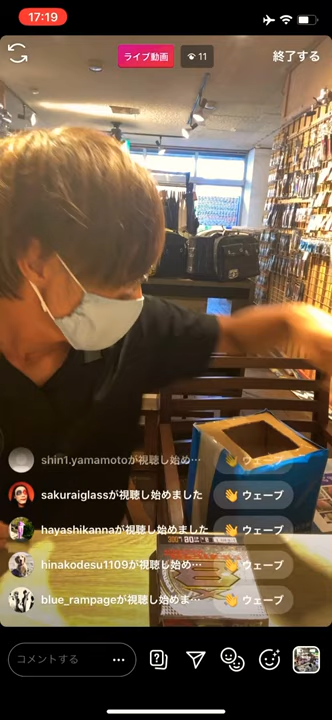 17:19
ライブ動画
11
終了する
shin1.yamamotoが視聴し始め…
ウェーブ
sakuraiglassが視聴し始めました
ウェーブ
hayashikannaが視聴し始めました
ウェーブ
hinakodesu1109が視聴し始め…
ウェーブ
blue_rampageが視聴し始めま…
ウェーブ
コメントする